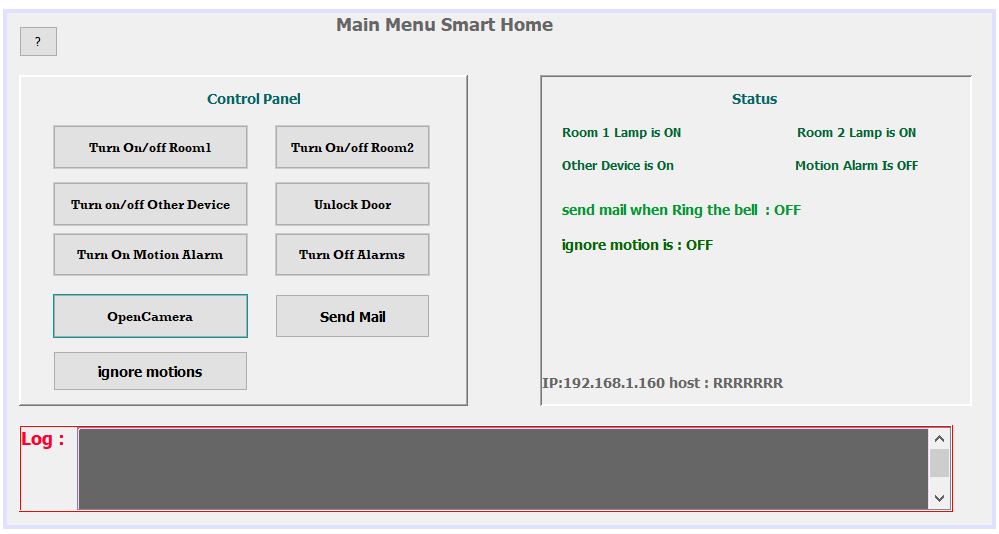 Main Menu Smart Home
?
Control Panel
Turn On/off Room1
Turn On/off Room2
Turn on/off Other Device
Unlock Door
Turn On Motion Alarm
Turn Off Alarms
OpenCamera
Send Mail
ignore motions
Status
Room 1 Lamp is ON
Room 2 Lamp is ON
Other Device is On
Motion Alarm Is OFF
send mail when Ring the bell : OFF
ignore motion is : OFF
IP:192.168.1.160 host : RRRRRRR
Log :